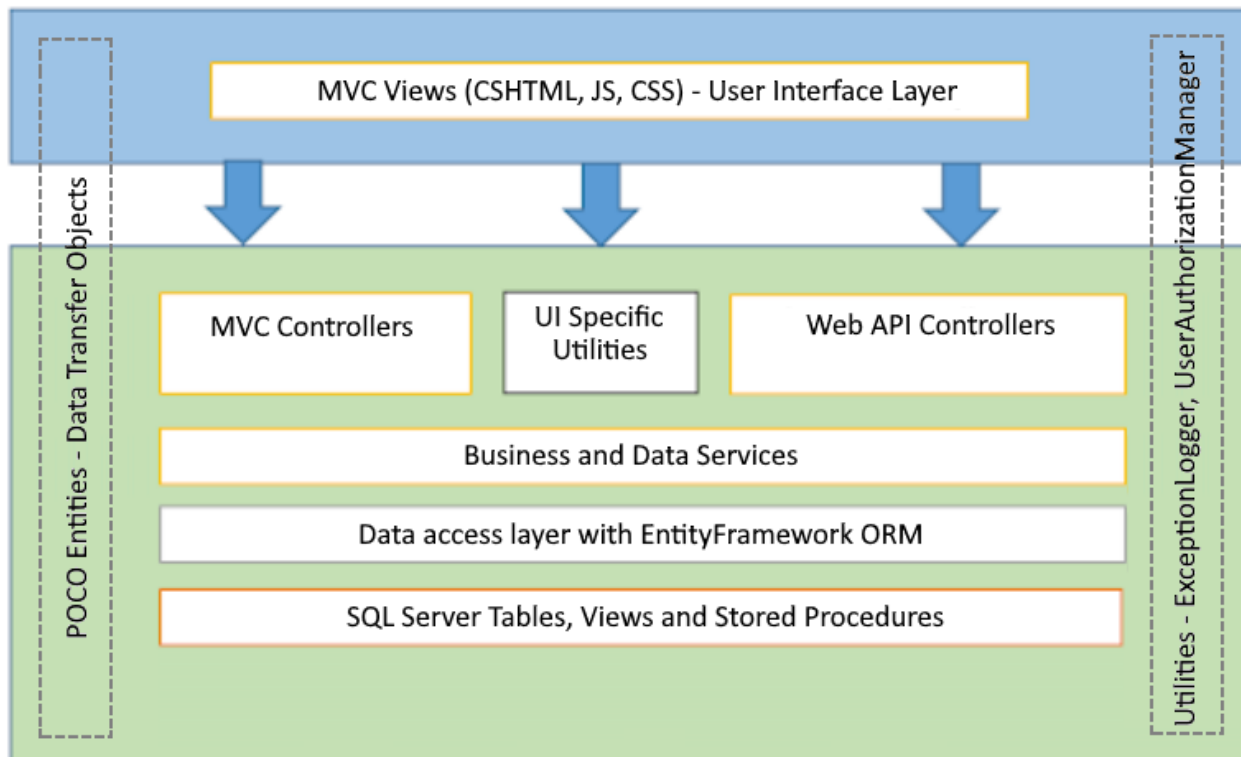 MVC Views (CSHTML, JS, CSS) - User Interface Layer
POCO Entities - Data Transfer Objects
Utilities - ExceptionLogger, UserAuthorizationManager
MVC Controllers
UI Specific
Utilities
Web API Controllers
Business and Data Services
Data access layer with EntityFramework ORM
SQL Server Tables, Views and Stored Procedures